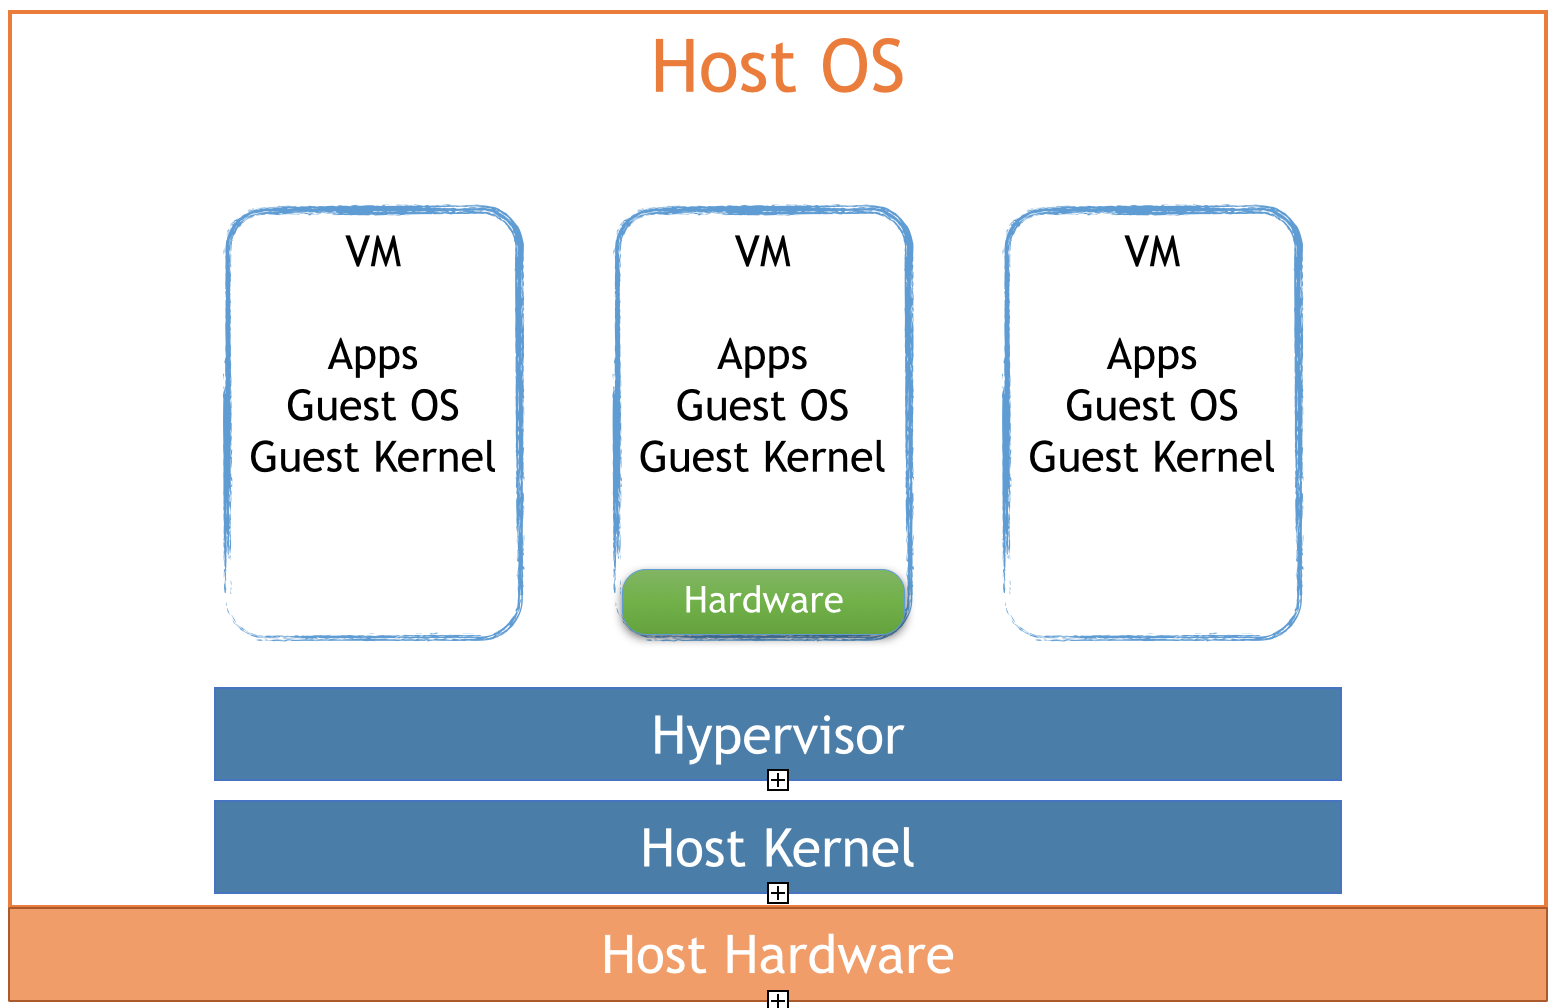 Host OS
VM
Apps
Guest OS
Guest Kernel
VM
Apps
Guest OS
Guest Kernel
Hardware
VM
Apps
Guest OS
Guest Kernel
Hypervisor
Host Kernel
Host Hardware